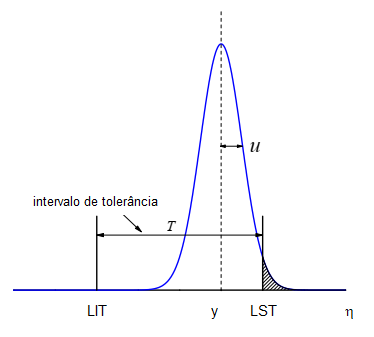 u
intervalo de tolerância
T
LIT y LST η